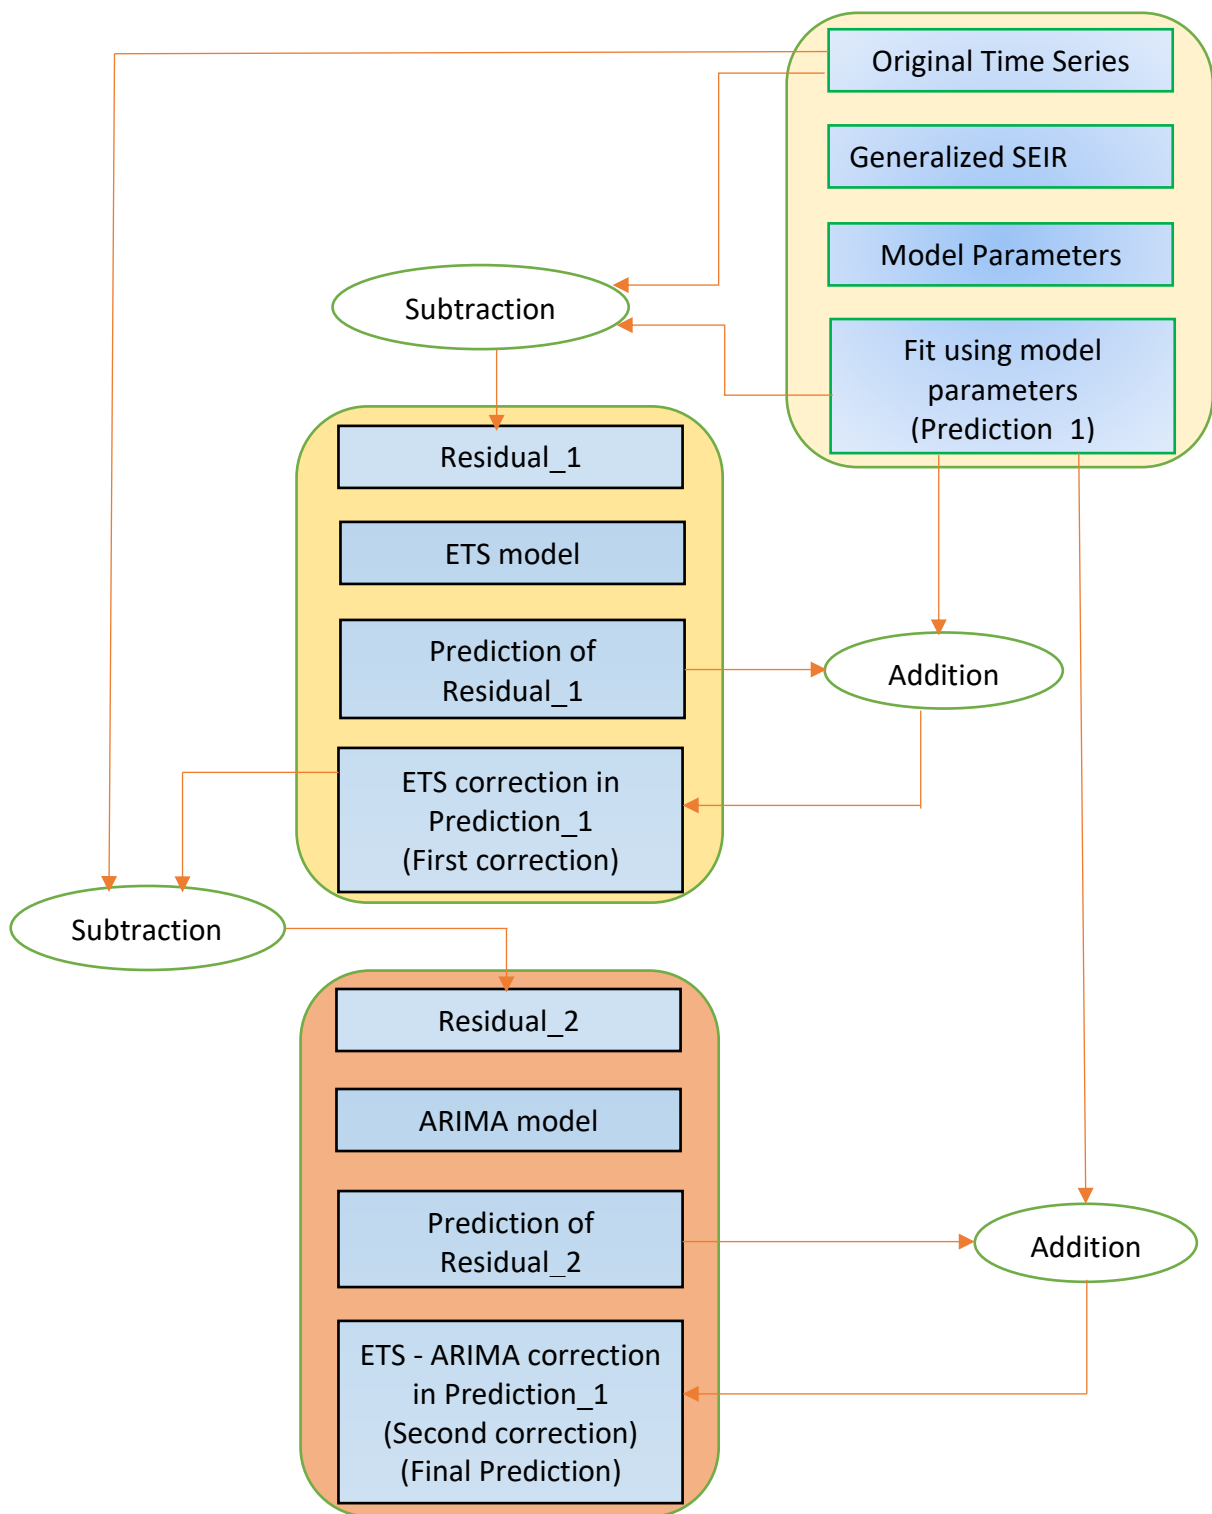 Original Time Series
Generalized SEIR
Model Parameters
Fit using model
parameters
(Prediction 1)
Subtraction
Residual_1
ETS model
Prediction of
Residual_1
Addition
ETS correction in
Prediction_1
(First correction)
Subtraction
Residual_2
ARIMA model
Prediction of
Residual_2
Addition
ETS - ARIMA correction
in Prediction_1
(Second correction)
(Final Prediction)